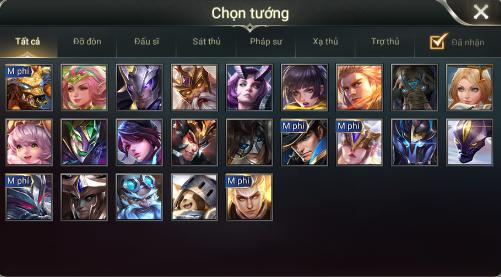 Chọn tướng
Tất cả Đỡ đòn Đấu sĩ Sát thủ Pháp sư Xạ thủ Trợ thủ Đã nhận
M phí
M phí M phí
M phí M phí